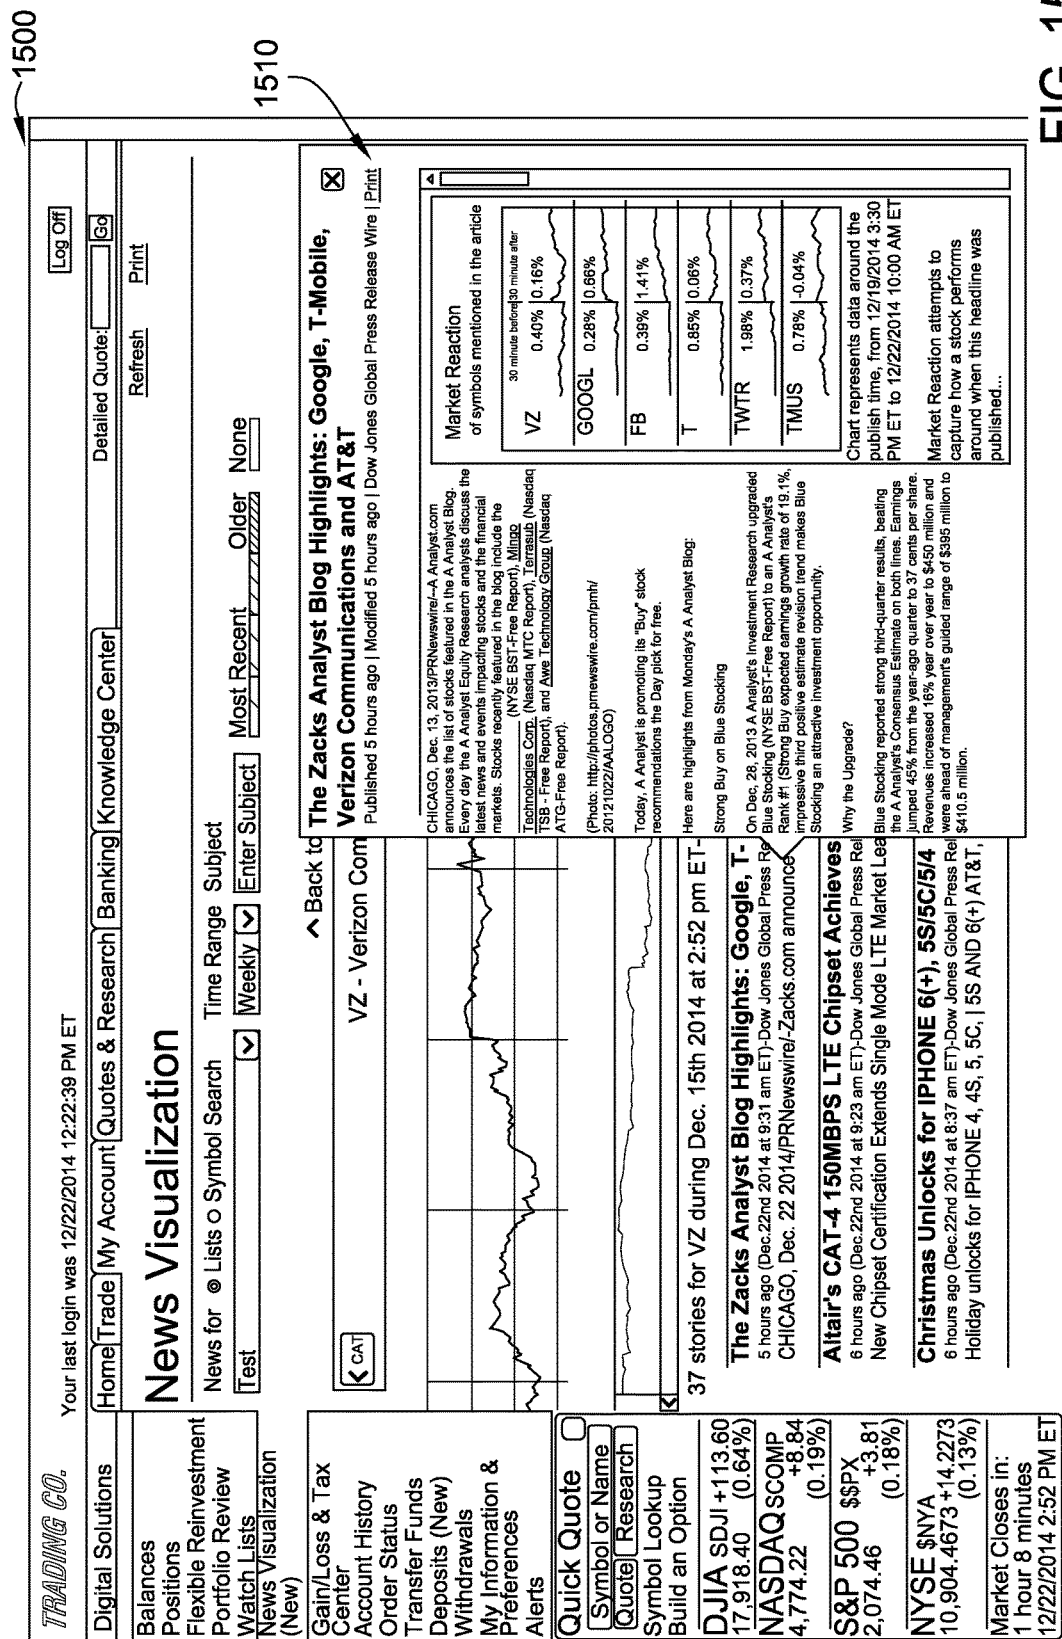 1500
TRADING CO.
Your last login was 12/22/2014 12:22:39 PM ET
Log Off
Digital Solutions
Home
Trade
My Account
Quotes & Research
Banking
Knowledge Center
Detailed Quote:
Go
Balances
Positions
Flexible Reinvestment
Portfolio Review
Watch Lists
News Visualization
(New)
Gain/Loss & Tax
Center
Account History
Order Status
Transfer Funds
Deposits (New)
Withdrawals
My Information &
Preferences
Alerts
Quick Quote
Symbol or Name
Quote
Research
Symbol Lookup
Build an Option
DJIA SDJI +113.60
17,918.40 (0.64%)
NASDAQ SCOMP
4,774.22 +8.84
(0.19%)
S&P 500 $SPX
2,074.46 +3.81
(0.18%)
NYSE $NYA
10,904.4673 +14.2273
(0.13%)
Market Closes in:
1 hour 8 minutes
12/22/2014 2:52 PM ET
News Visualization
Refresh
Print
News for
Lists
Symbol Search
Time Range
Subject
Most Recent
Older
None
Test
Weekly
Enter Subject
^ Back to
< CAT
VZ - Verizon Com
37 stories for VZ during Dec. 15th 2014 at 2:52 pm ET-
The Zacks Analyst Blog Highlights: Google, T-
5 hours ago (Dec.22nd 2014 at 9:31 am ET)-Dow Jones Global Press Re
CHICAGO, Dec. 22 2014/PRNewswire/-Zacks.com announce
Altair's CAT-4 150MBPS LTE Chipset Achieves
6 hours ago (Dec.22nd 2014 at 9:23 am ET)-Dow Jones Global Press Rel
New Chipset Certification Extends Single Mode LTE Market Lea
Christmas Unlocks for IPHONE 6(+), 5S/5C/5/4
6 hours ago (Dec.22nd 2014 at 8:37 am ET)-Dow Jones Global Press Rel
Holiday unlocks for IPHONE 4, 4S, 5, 5C, | 5S AND 6(+) AT&T,
1510
The Zacks Analyst Blog Highlights: Google, T-Mobile,
Verizon Communications and AT&T
Published 5 hours ago | Modified 5 hours ago | Dow Jones Global Press Release Wire | Print
CHICAGO, Dec. 13, 2013/PRNewswire/--A Analyst.com
announces the list of stocks featured in the A Analyst Blog.
Every day the A Analyst Equity Research analysts discuss the
latest news and events impacting stocks and the financial
markets. Stocks recently featured in the blog include the
(NYSE BST-Free Report), Mingo
Technologies Corp. (Nasdaq MTC Report), Terrasub (Nasdaq
TSB - Free Report), and Awe Technology Group (Nasdaq
ATG-Free Report).
(Photo: http://photos.prnewswire.com/prnh/
20121022/AALOGO)
Today, A Analyst is promoting its "Buy" stock
recommendations the Day pick for free.
Here are highlights from Monday's A Analyst Blog:
Strong Buy on Blue Stocking
On Dec, 28, 2013 A Analyst's Investment Research upgraded
Blue Stocking (NYSE BST-Free Report) to an A Analyst's
Rank #1 (Strong Buy expected earnings growth rate of 19.1%,
impressive third positive estimate revision trend makes Blue
Stocking an attractive investment opportunity.
Why the Upgrade?
Blue Stocking reported strong third-quarter results, beating
the A Analyst's Consensus Estimate on both lines. Earnings
jumped 45% from the year-ago quarter to 37 cents per share.
Revenues increased 16% year over year to $450 million and
were ahead of management's guided range of $395 million to
$410.5 million.
Market Reaction
of symbols mentioned in the article
30 minute before|30 minute after
VZ 0.40% 0.16%
GOOGL 0.28% 0.66%
FB 0.39% 1.41%
T 0.85% 0.06%
TWTR 1.98% 0.37%
TMUS 0.78% -0.04%
Chart represents data around the
publish time, from 12/19/2014 3:30
PM ET to 12/22/2014 10:00 AM ET
Market Reaction attempts to
capture how a stock performs
around when this headline was
published...
FIG. 15